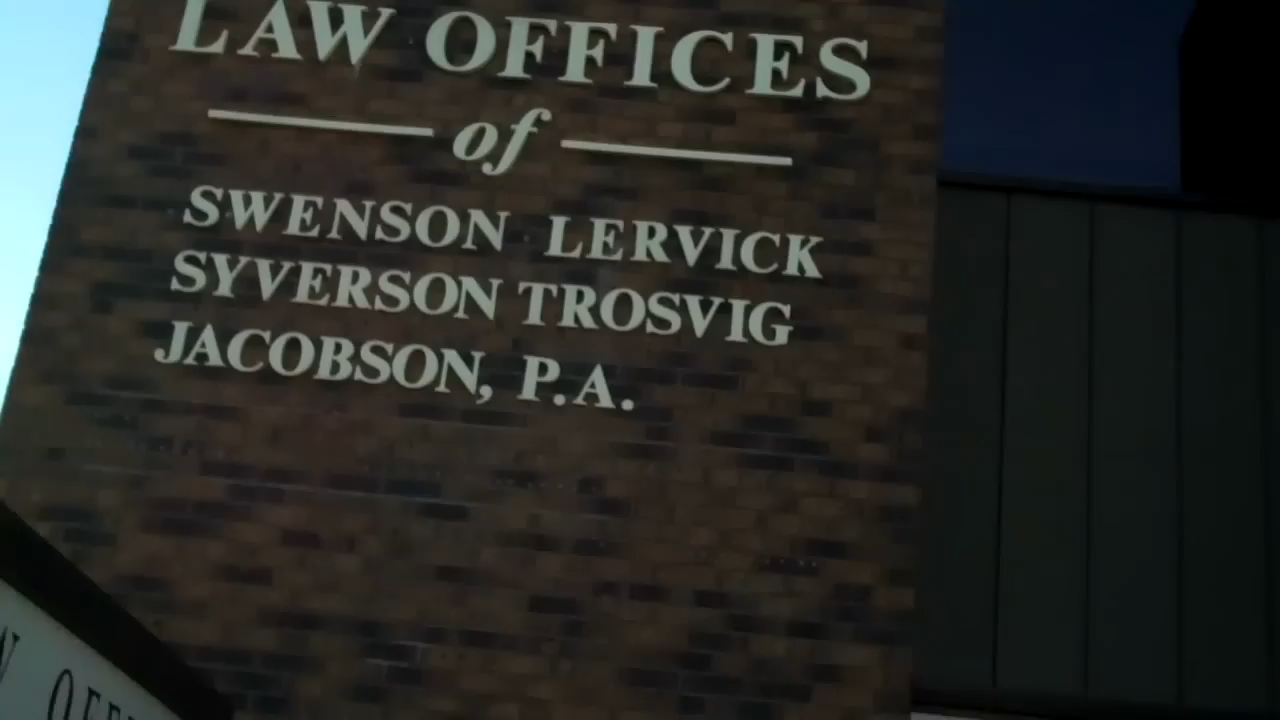 LAW OFFICES
of
SWENSON LERVICK
SYVERSON TROSVIG
JACOBSON, P.A.